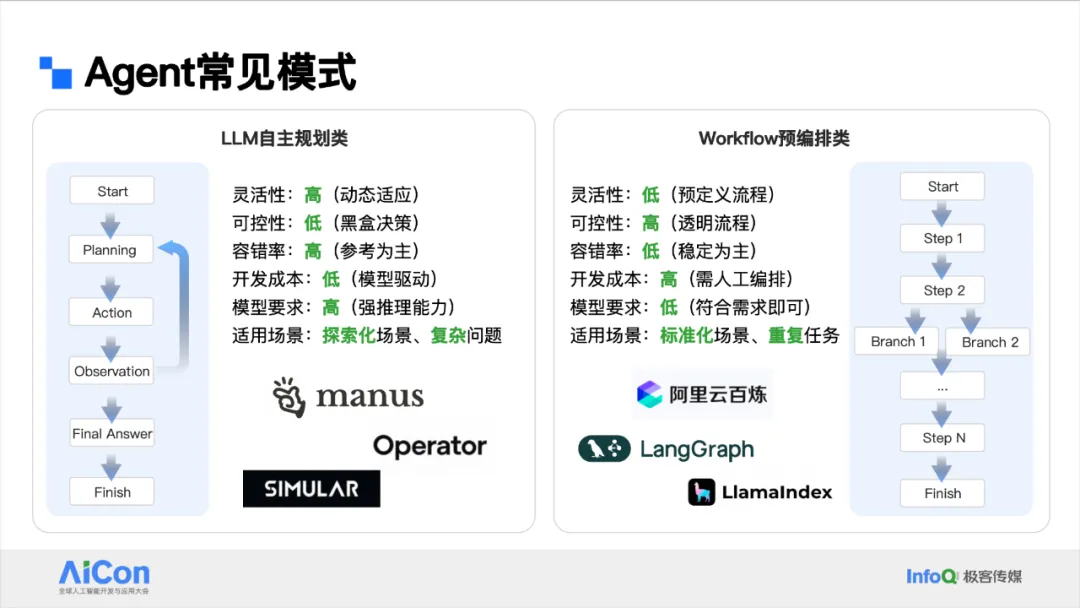 Agent常见模式
LLM自主规划类
Start
Planning
Action
Observation
Final Answer
Finish
灵活性：高（动态适应）
可控性：低（黑盒决策）
容错率：高（参考为主）
开发成本：低（模型驱动）
模型要求：高（强推理能力）
适用场景：探索化场景、复杂问题
manus
Operator
SIMULAR
Workflow预编排类
灵活性：低（预定义流程）
可控性：高（透明流程）
容错率：低（稳定为主）
开发成本：高（需人工编排）
模型要求：低（符合需求即可）
适用场景：标准化场景、重复任务
阿里云百炼
LangGraph
LlamaIndex
Start
Step 1
Step 2
Branch 1
Branch 2
...
Step N
Finish
AiCon
全球人工智能开发与应用大会
InfoQ 极客传媒